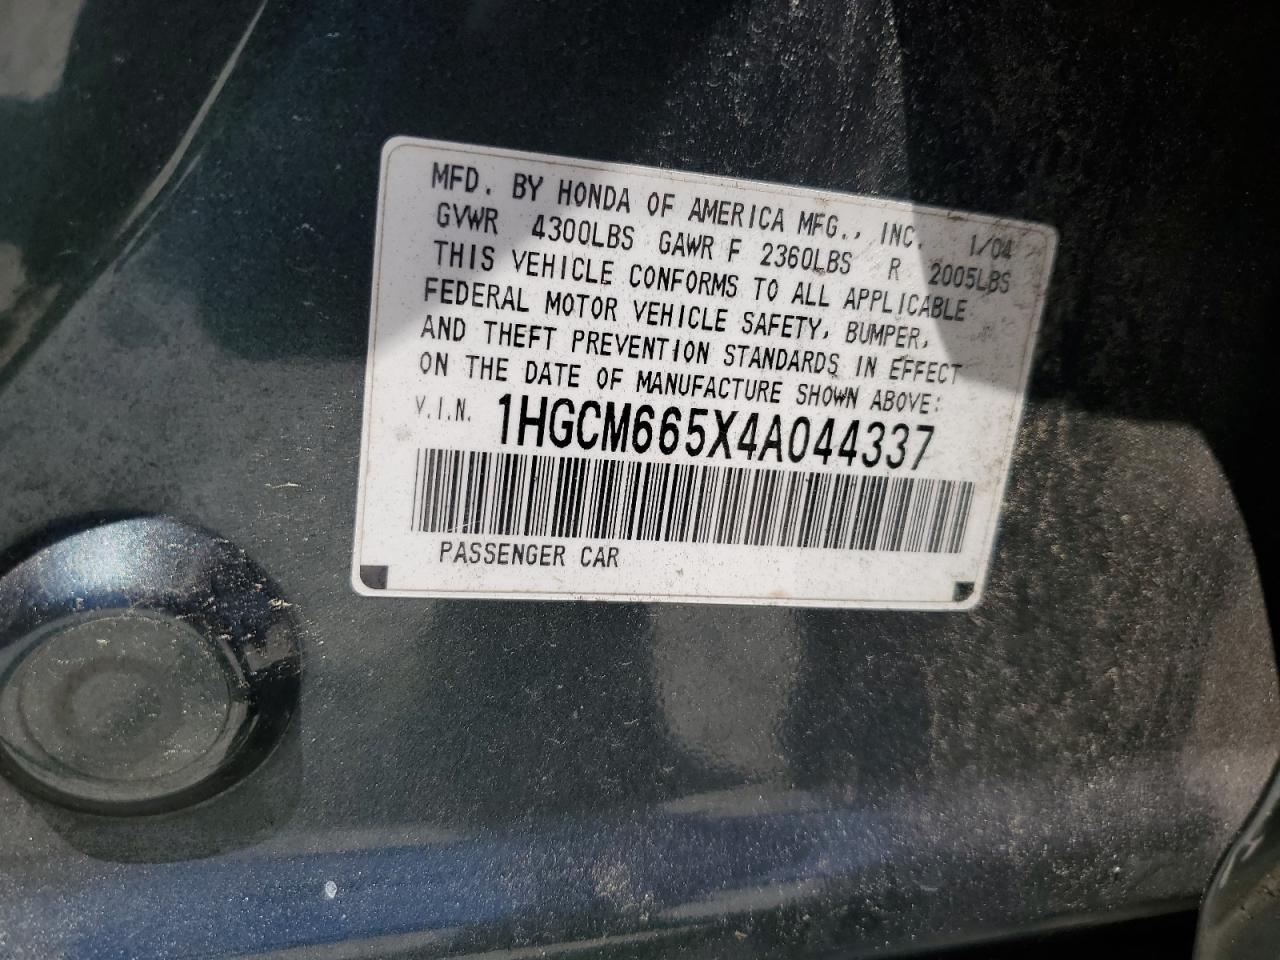 MFD. BY HONDA OF AMERICA MFG., INC. 1/04
GVWR 4300LBS GAWR F 2360LBS R 2005LBS
THIS VEHICLE CONFORMS TO ALL APPLICABLE
FEDERAL MOTOR VEHICLE SAFETY, BUMPER,
AND THEFT PREVENTION STANDARDS IN EFFECT
ON THE DATE OF MANUFACTURE SHOWN ABOVE:
V.I.N. 1HGCM665X4A044337
PASSENGER CAR